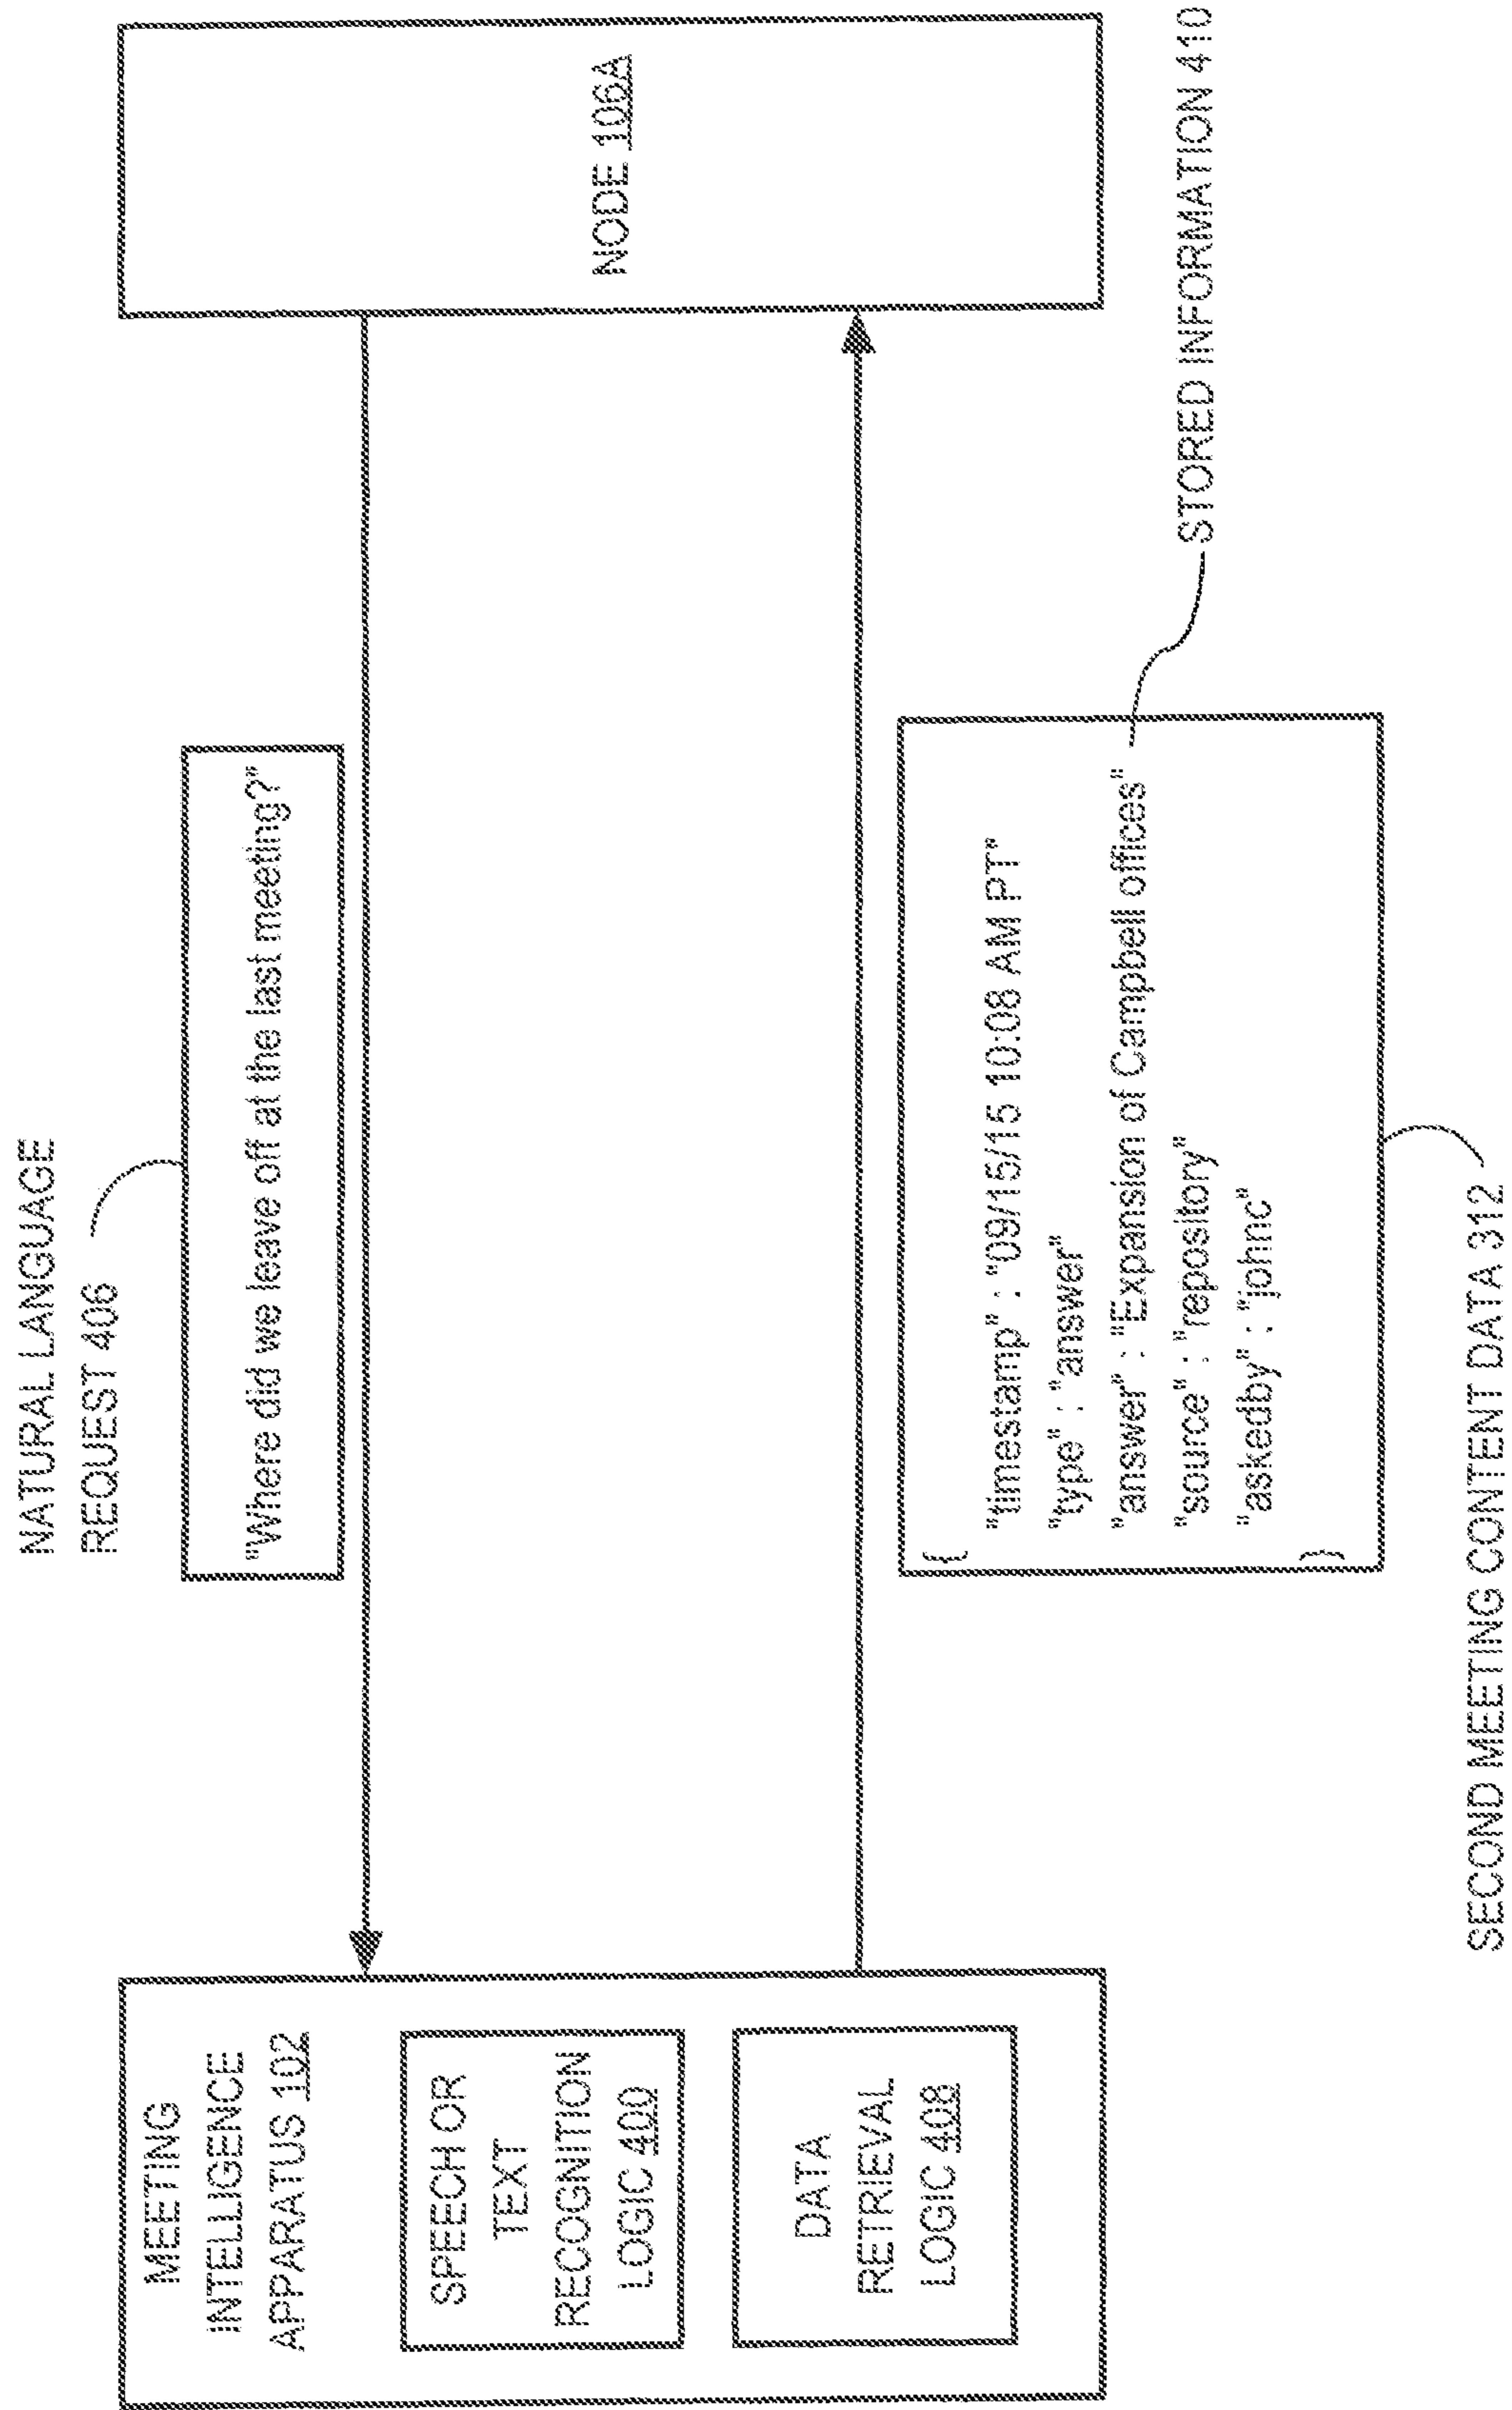 NATURAL LANGUAGE
REQUEST 406
"Where did we leave off at the last meeting?"
MEETING
INTELLIGENCE
APPARATUS 102
SPEECH OR
TEXT
RECOGNITION
LOGIC 400
DATA
RETRIEVAL
LOGIC 408
NODE 106A
{
"timestamp" : "09/15/15 10:08 AM PT"
"type" : "answer"
"answer" : "Expansion of Campbell offices"
"source" : "repository"
"askedby" : "johnc"
}
STORED INFORMATION 410
SECOND MEETING CONTENT DATA 312